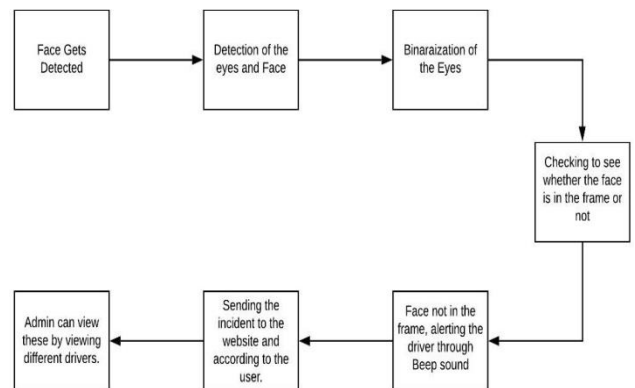 Face Gets
Detected
Detection of the
eyes and Face
Binaraization of
the Eyes
Checking to see
whether the face
is in the frame or
not
Face not in the
frame, alerting the
driver through
Beep sound
Sending the
incident to the
website and
according to the
user.
Admin can view
these by viewing
different drivers.